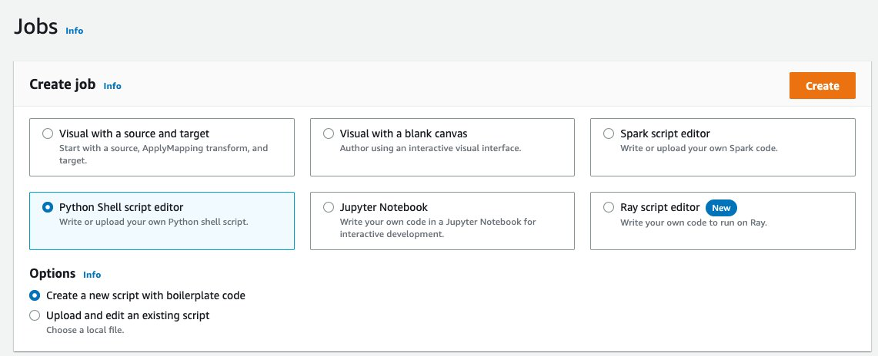 Jobs Info
Create job Info
Create
Visual with a source and target
Start with a source, ApplyMapping transform, and
target.
Visual with a blank canvas
Author using an interactive visual interface.
Spark script editor
Write or upload your own Spark code.
Python Shell script editor
Write or upload your own Python shell script.
Jupyter Notebook
Write your own code in a Jupyter Notebook for
interactive development.
Ray script editor New
Write your own code to run on Ray.
Options Info
Create a new script with boilerplate code
Upload and edit an existing script
Choose a local file.